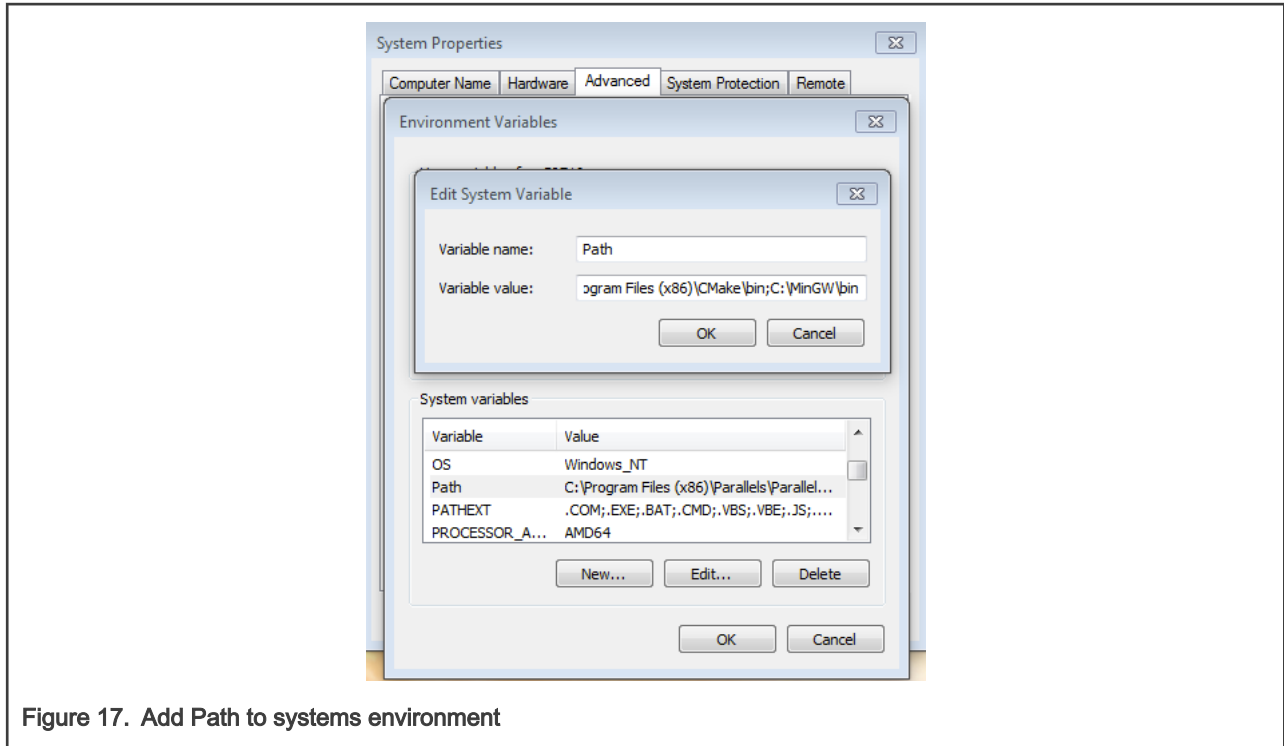 System Properties
Computer Name Hardware Advanced System Protection Remote
Environment Variables
Edit System Variable
Variable name: Path
Variable value: ogram Files (x86)\CMake\bin;C:\MinGW\bin
OK Cancel
System variables
Variable Value
OS Windows_NT
Path C:\Program Files (x86)\Parallels\Parallel...
PATHEXT .COM;.EXE;.BAT;.CMD;.VBS;.VBE;.JS;....
PROCESSOR_A... AMD64
New... Edit... Delete
OK Cancel
Figure 17. Add Path to systems environment